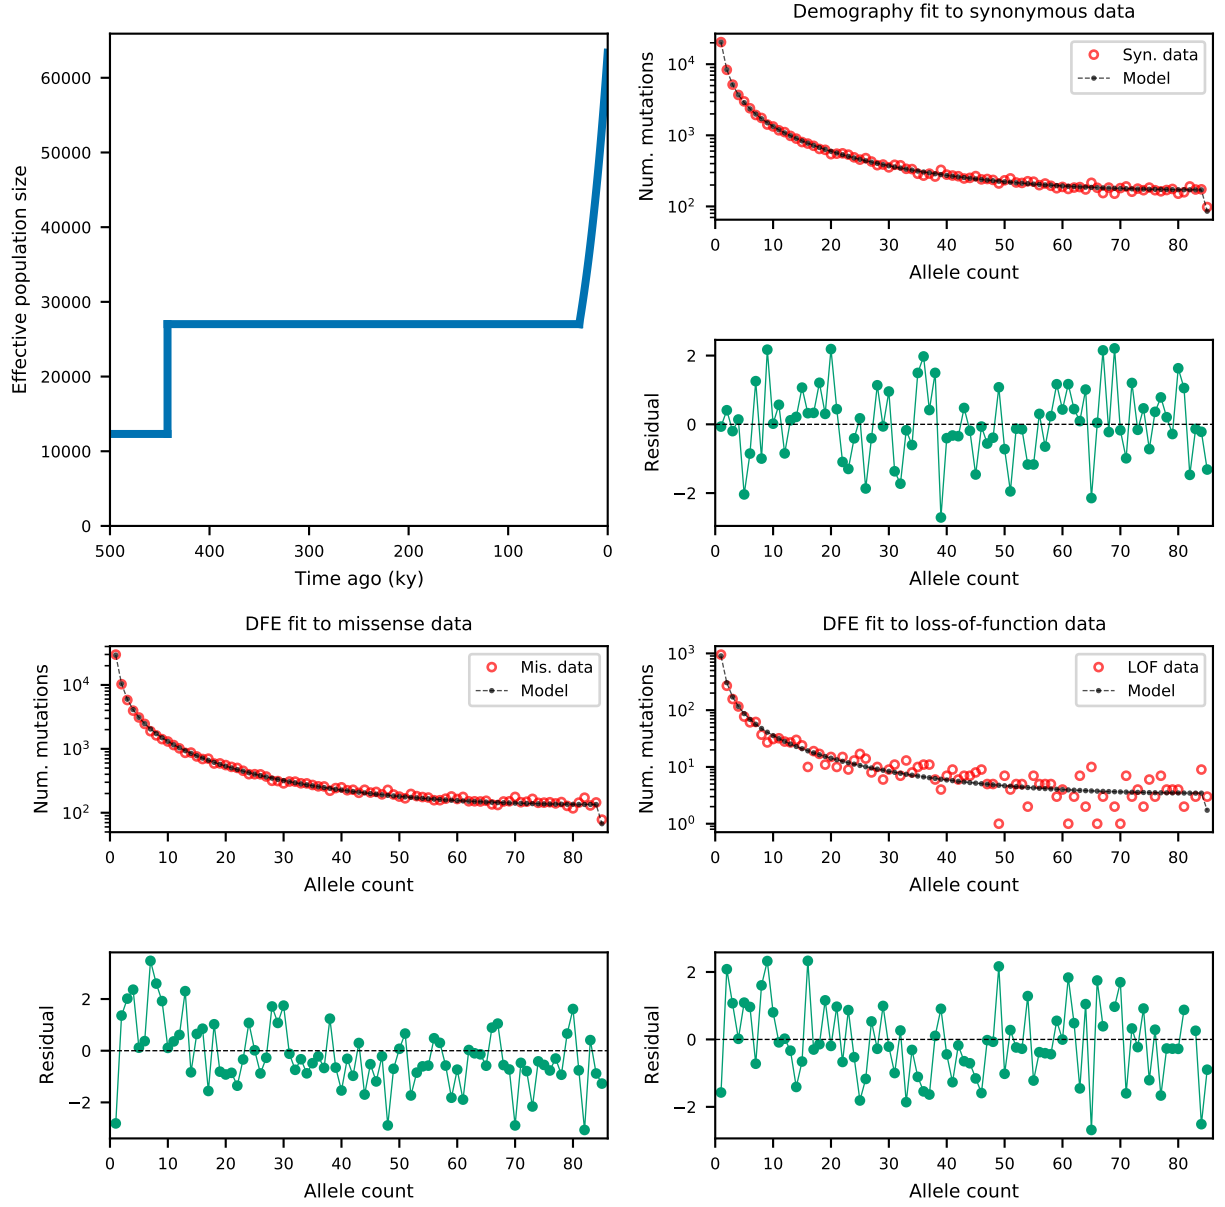 Effective population size
60000
50000
40000
30000
20000
10000
0
500 400 300 200 100 0
Time ago (ky)
Demography fit to synonymous data
Num. mutations
10^4
10^3
10^2
Syn. data
Model
0 10 20 30 40 50 60 70 80
Allele count
Residual
2
0
−2
0 10 20 30 40 50 60 70 80
Allele count
DFE fit to missense data
Num. mutations
10^4
10^3
10^2
Mis. data
Model
0 10 20 30 40 50 60 70 80
Allele count
DFE fit to loss-of-function data
Num. mutations
10^3
10^2
10^1
10^0
LOF data
Model
0 10 20 30 40 50 60 70 80
Allele count
Residual
2
0
−2
0 10 20 30 40 50 60 70 80
Allele count
Residual
2
0
−2
0 10 20 30 40 50 60 70 80
Allele count